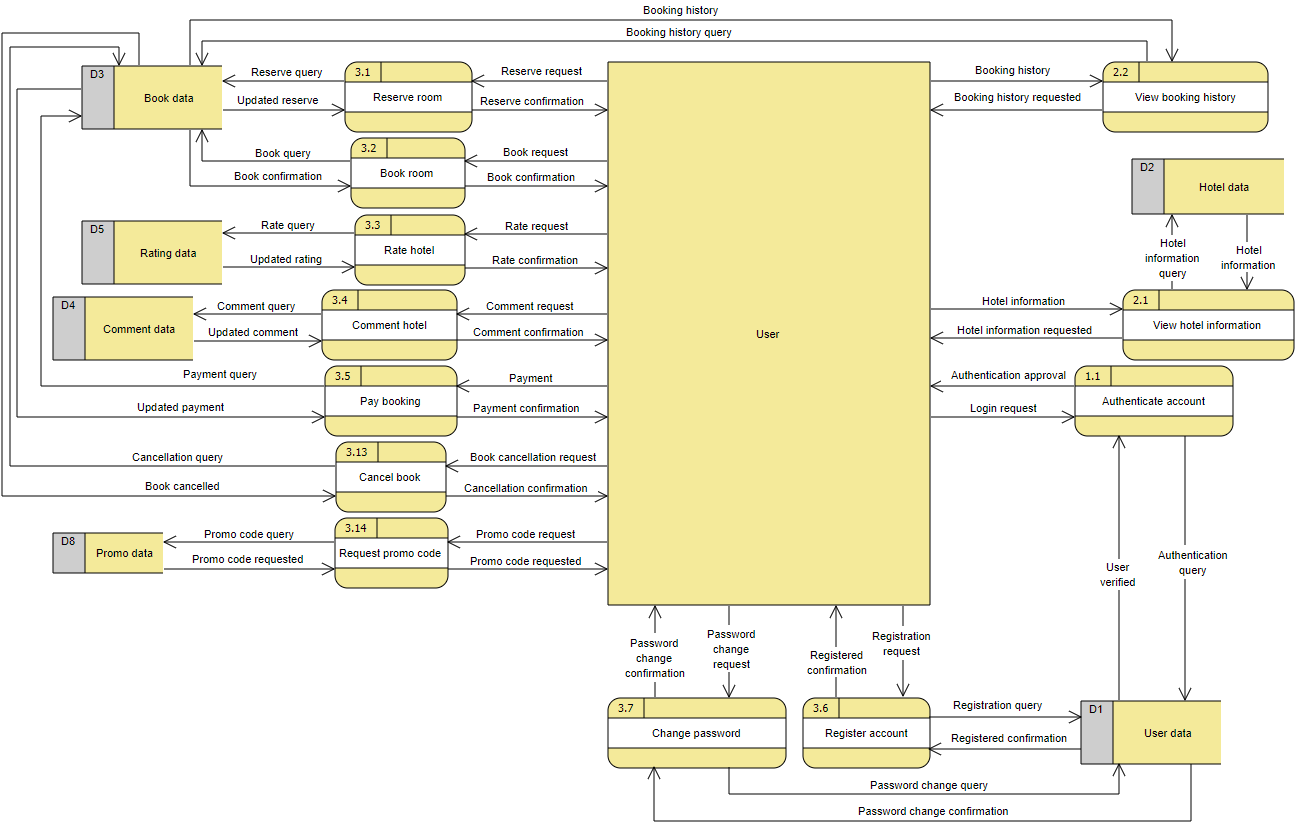 Booking history
Booking history query
D3
Book data
Reserve query
Updated reserve
3.1
Reserve room
Reserve request
Reserve confirmation
Booking history
Booking history requested
2.2
View booking history
Book query
Book confirmation
3.2
Book room
Book request
Book confirmation
D2
Hotel data
D5
Rating data
Rate query
Updated rating
3.3
Rate hotel
Rate request
Rate confirmation
Hotel
information
query
Hotel
information
D4
Comment data
Comment query
Updated comment
3.4
Comment hotel
Comment request
Comment confirmation
User
Hotel information
Hotel information requested
2.1
View hotel information
Payment query
Updated payment
3.5
Pay booking
Payment
Payment confirmation
Authentication approval
Login request
1.1
Authenticate account
Cancellation query
Book cancelled
3.13
Cancel book
Book cancellation request
Cancellation confirmation
D8
Promo data
Promo code query
Promo code requested
3.14
Request promo code
Promo code request
Promo code requested
User
verified
Authentication
query
Password
change
confirmation
Password
change
request
Registered
confirmation
Registration
request
3.7
Change password
3.6
Register account
Registration query
Registered confirmation
D1
User data
Password change query
Password change confirmation